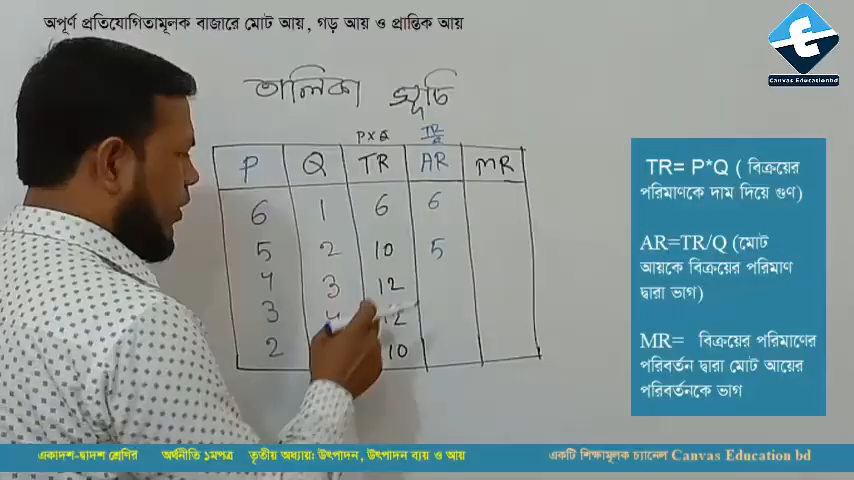 অপূর্ণ প্রতিযোগিতামূলক বাজারে মোট আয়, গড় আয় ও প্রান্তিক আয়
Canvas Educationbd
তালিকা সূচি
P×Q TR/Q
P Q TR AR MR
6 1 6 6
5 2 10 5
4 3 12
3 4 12
2 10
TR= P*Q ( বিক্রয়ের
পরিমাণকে দাম দিয়ে গুণ)
AR=TR/Q (মোট
আয়কে বিক্রয়ের পরিমাণ
দ্বারা ভাগ)
MR= বিক্রয়ের পরিমাণের
পরিবর্তন দ্বারা মোট আয়ের
পরিবর্তনকে ভাগ
একাদশ-দ্বাদশ শ্রেণির অর্থনীতি ১মপত্র তৃতীয় অধ্যায়: উৎপাদন, উৎপাদন ব্যয় ও আয় একটি শিক্ষামূলক চ্যানেল Canvas Education bd